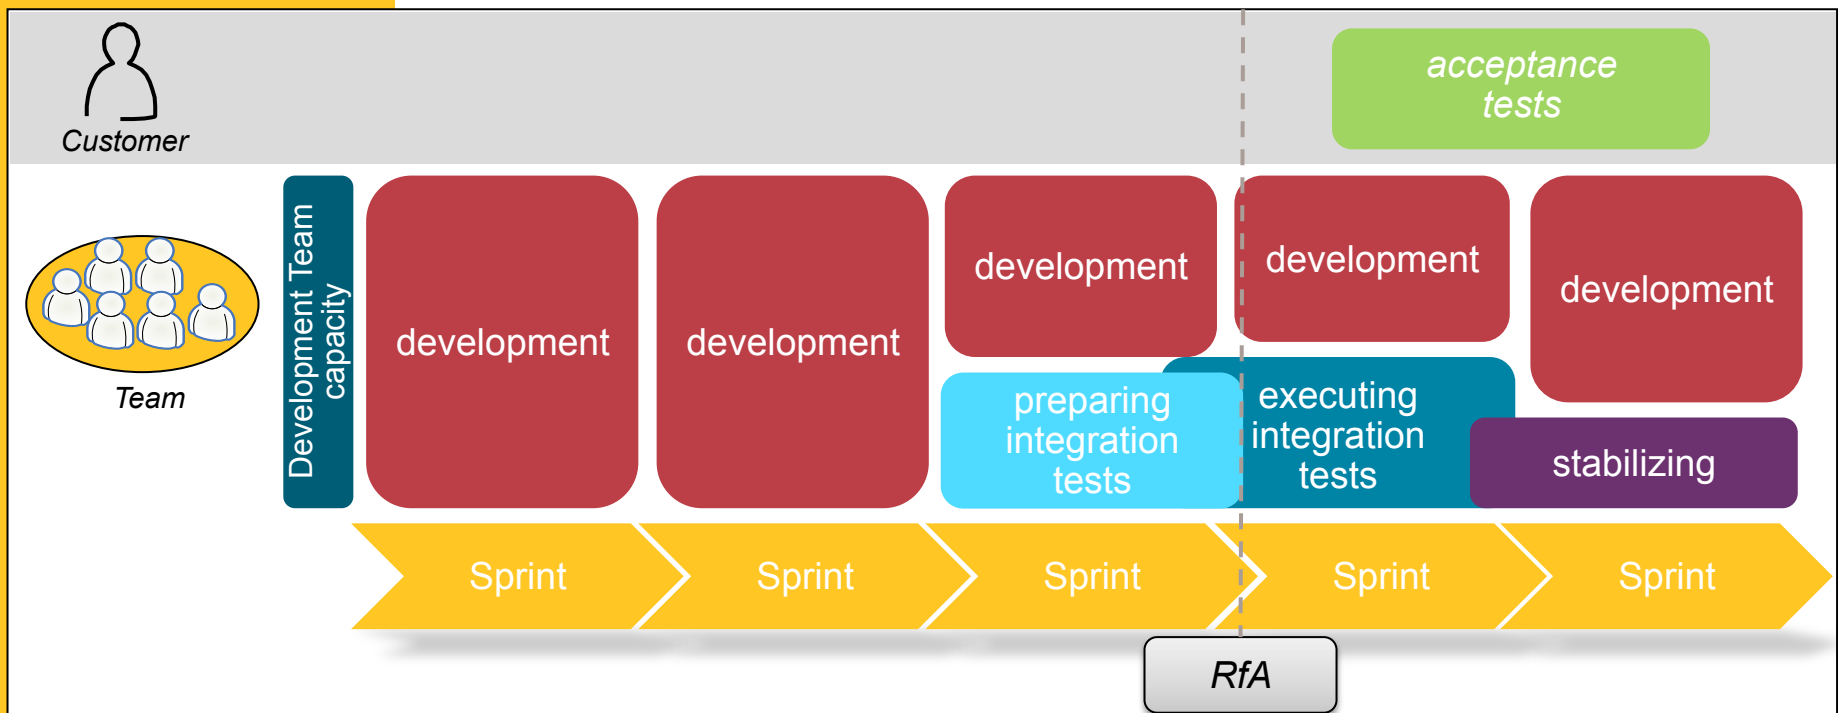 acceptance
tests
Customer
Development Team
capacity
development
development
development
development
development
Team
preparing
integration
tests
executing
integration
tests
stabilizing
Sprint
Sprint
Sprint
Sprint
Sprint
RfA